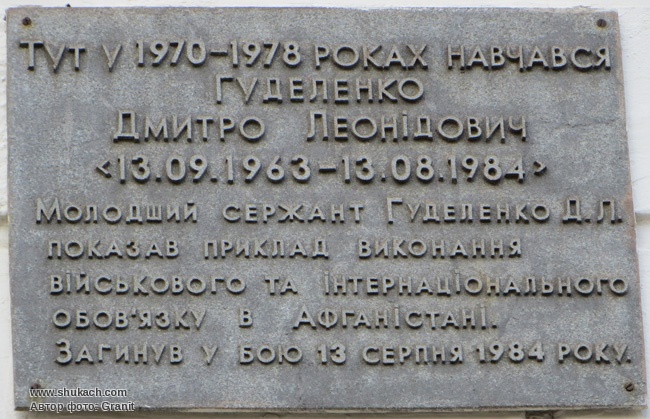 Тут у 1970–1978 роках навчався
Гуделенко
Дмитро Леонідович
<13.09.1963–13.08.1984>
Молодший сержант Гуделенко Д.Л.
показав приклад виконання
військового та інтернаціонального
обов'язку в Афганістані.
Загинув у бою 13 серпня 1984 року.
www.shukach.com
Автор фото: Granit